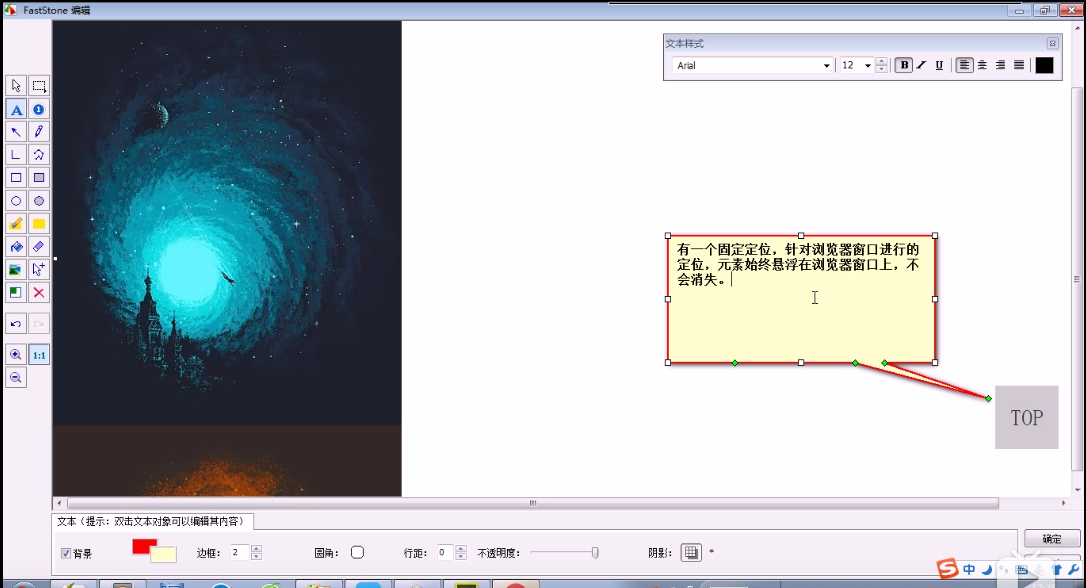 FastStone 编辑
文本样式
Arial
12
B I U
A
1
1:1
有一个固定定位，针对浏览器窗口进行的
定位，元素始终悬浮在浏览器窗口上，不
会消失。
TOP
文本（提示：双击文本对象可以编辑其内容）
背景
边框： 2
圆角：
行距： 0
不透明度：
阴影：
确定
中